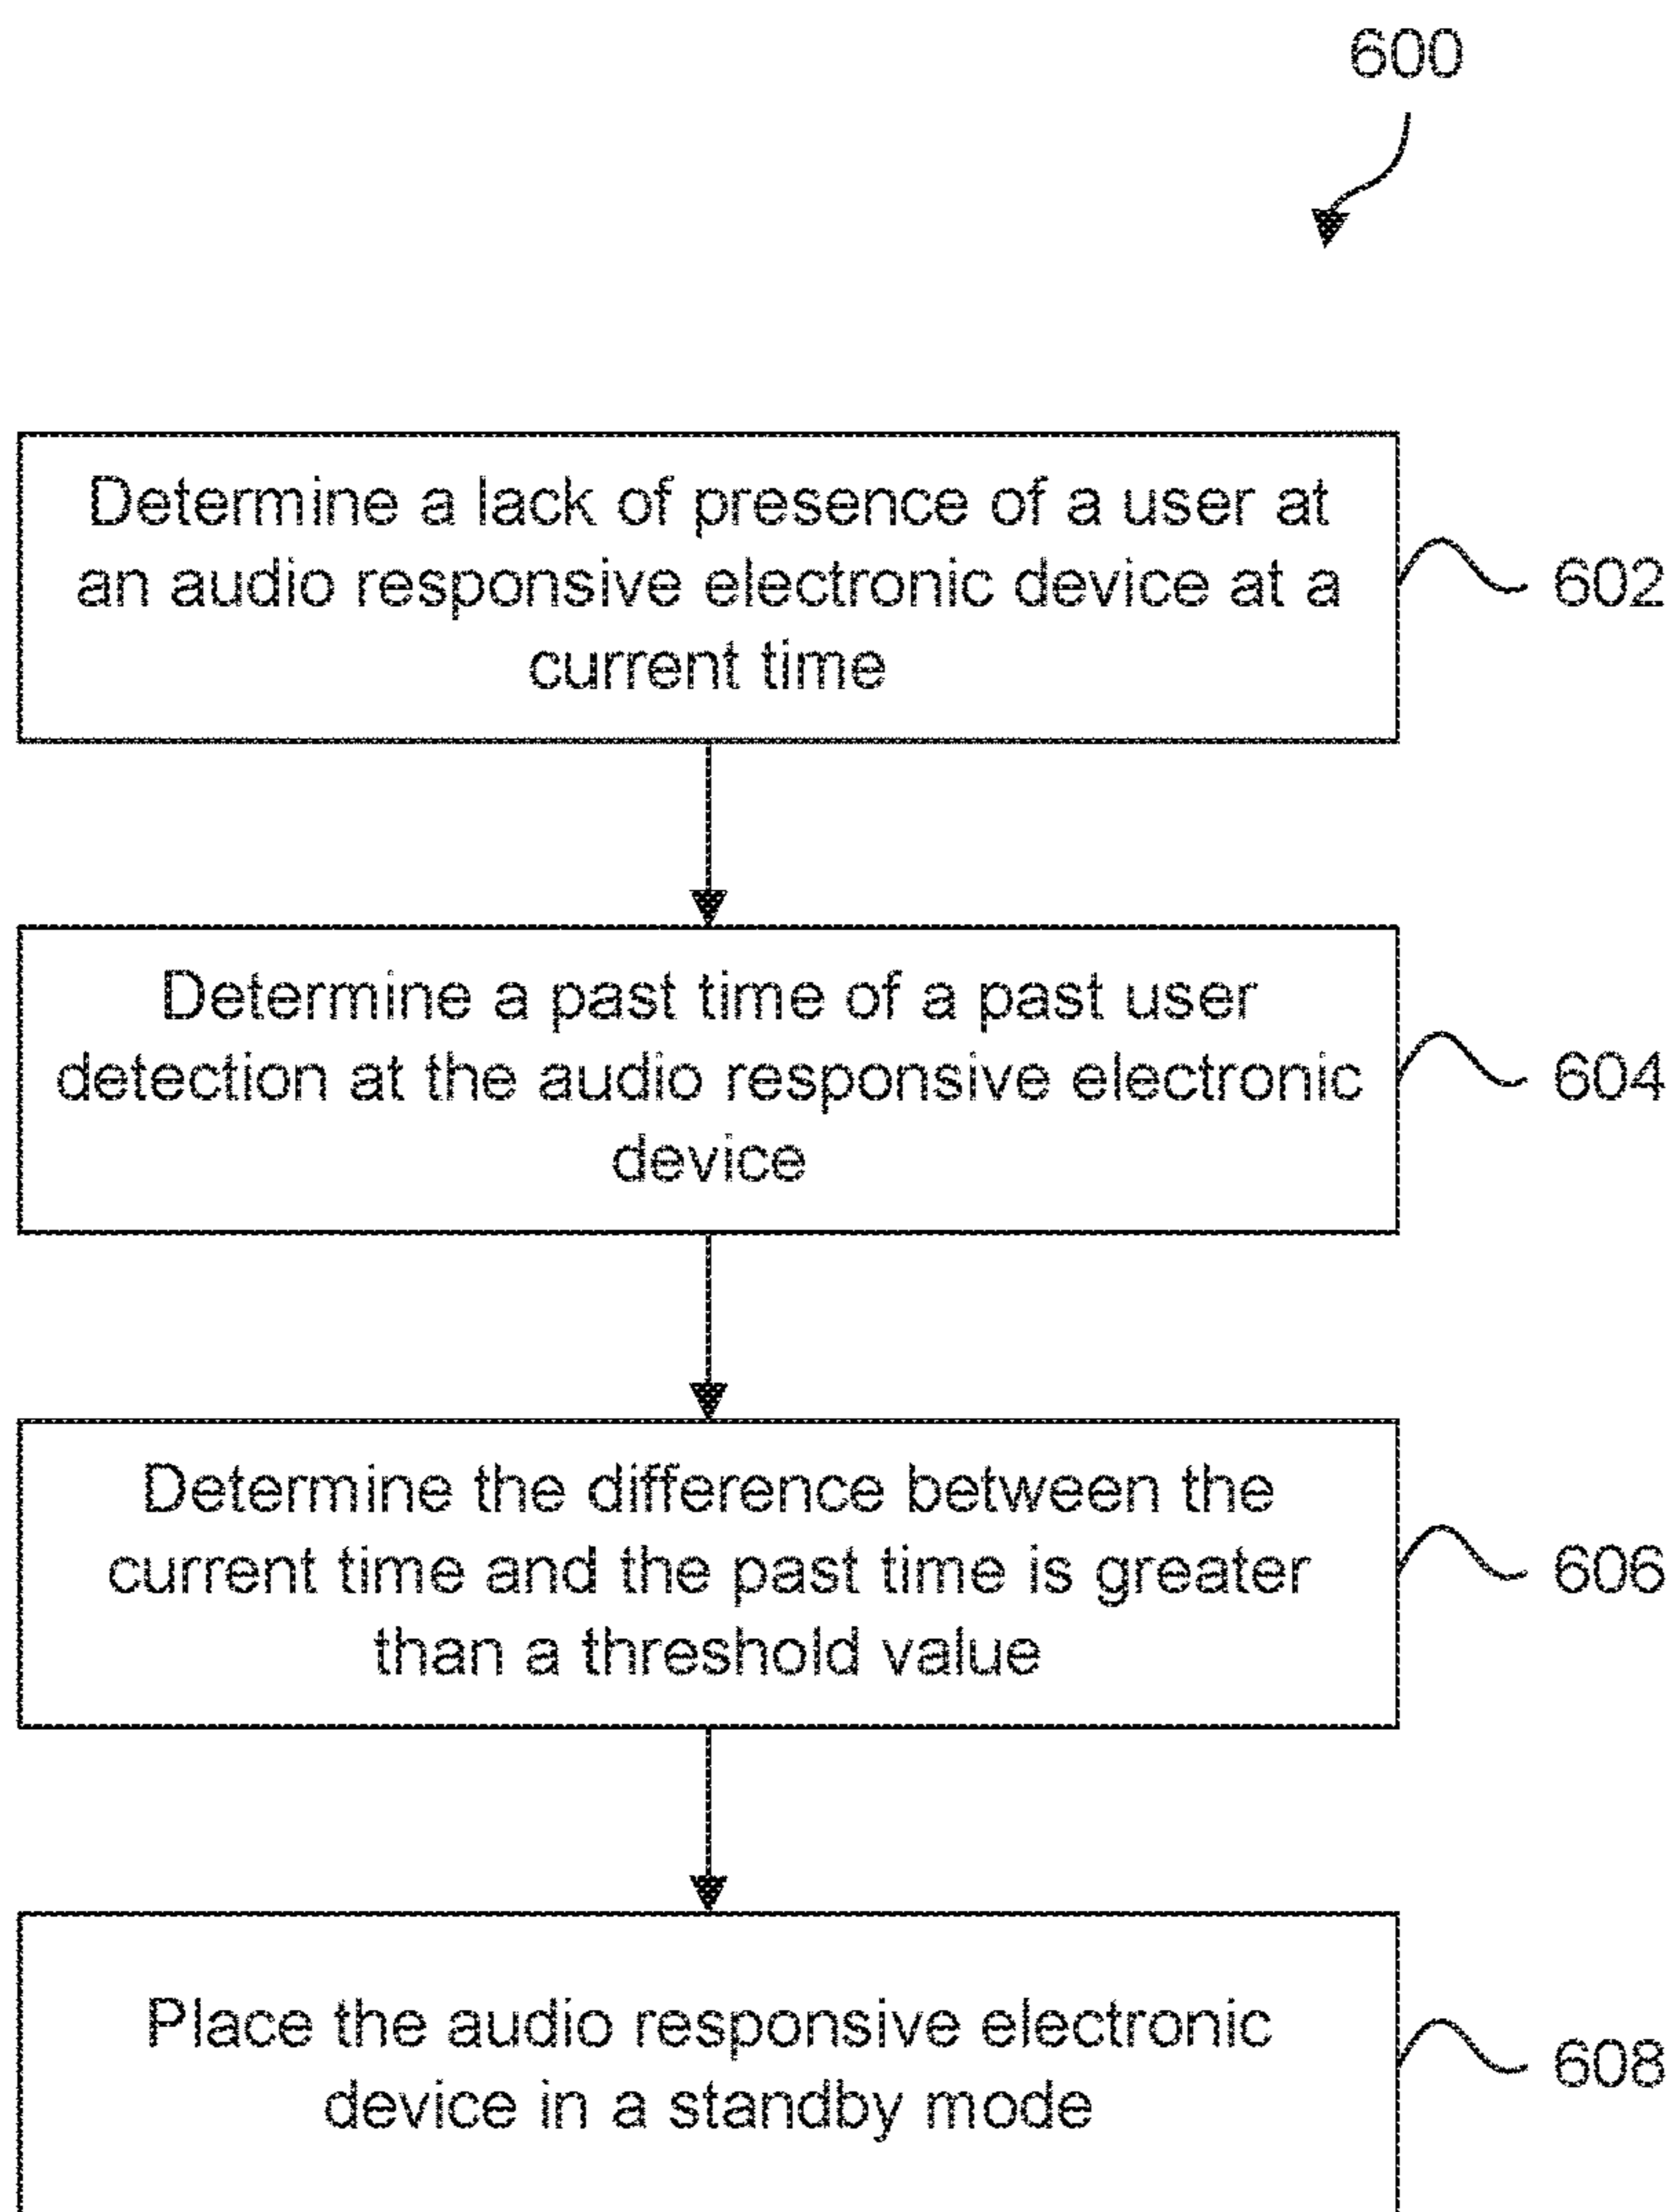 600
Determine a lack of presence of a user at
an audio responsive electronic device at a
current time
602
Determine a past time of a past user
detection at the audio responsive electronic
device
604
Determine the difference between the
current time and the past time is greater
than a threshold value
606
Place the audio responsive electronic
device in a standby mode
608